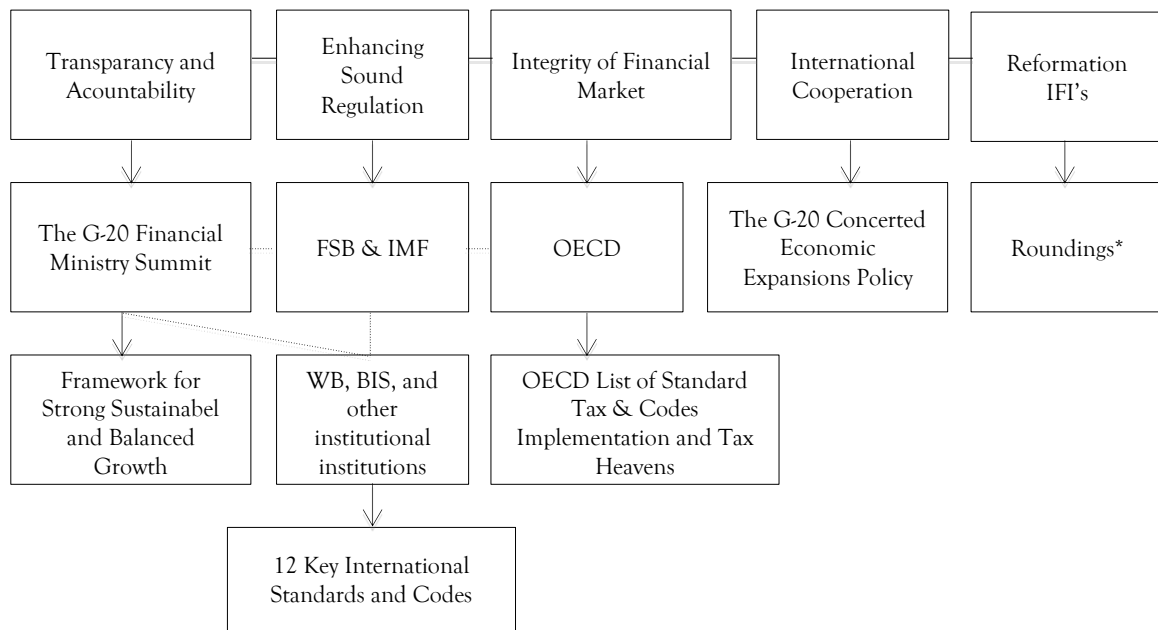 Transparancy and
Acountability
Enhancing
Sound
Regulation
Integrity of Financial
Market
International
Cooperation
Reformation
IFI's
The G-20 Financial
Ministry Summit
FSB & IMF
OECD
The G-20 Concerted
Economic
Expansions Policy
Roundings*
Framework for
Strong Sustainabel
and Balanced
Growth
WB, BIS, and
other
institutional
institutions
OECD List of Standard
Tax & Codes
Implementation and Tax
Heavens
12 Key International
Standards and Codes